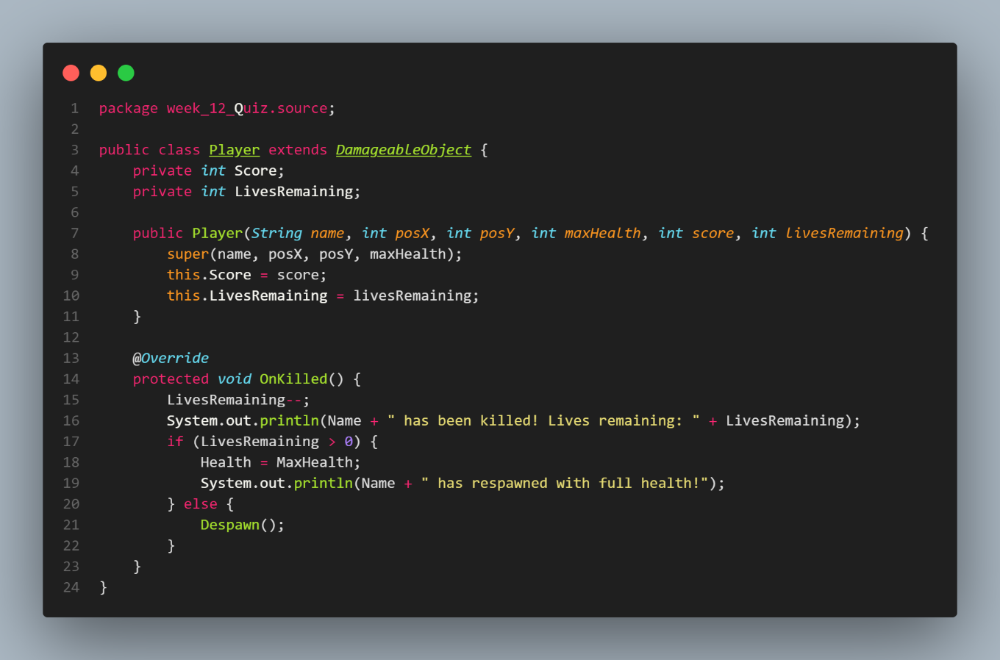 1 package week_12_Quiz.source;
2
3 public class Player extends DamageableObject {
4     private int Score;
5     private int LivesRemaining;
6
7     public Player(String name, int posX, int posY, int maxHealth, int score, int livesRemaining) {
8         super(name, posX, posY, maxHealth);
9         this.Score = score;
10         this.LivesRemaining = livesRemaining;
11     }
12
13     @Override
14     protected void OnKilled() {
15         LivesRemaining--;
16         System.out.println(Name + " has been killed! Lives remaining: " + LivesRemaining);
17         if (LivesRemaining > 0) {
18             Health = MaxHealth;
19             System.out.println(Name + " has respawned with full health!");
20         } else {
21             Despawn();
22         }
23     }
24 }